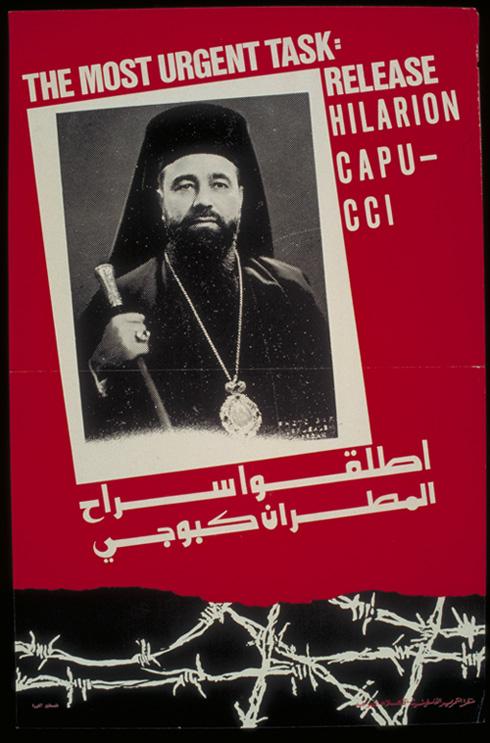 THE MOST URGENT TASK:
RELEASE
HILARION
CAPU-
CCI
اطلقوا سراح
المطران كبوجي